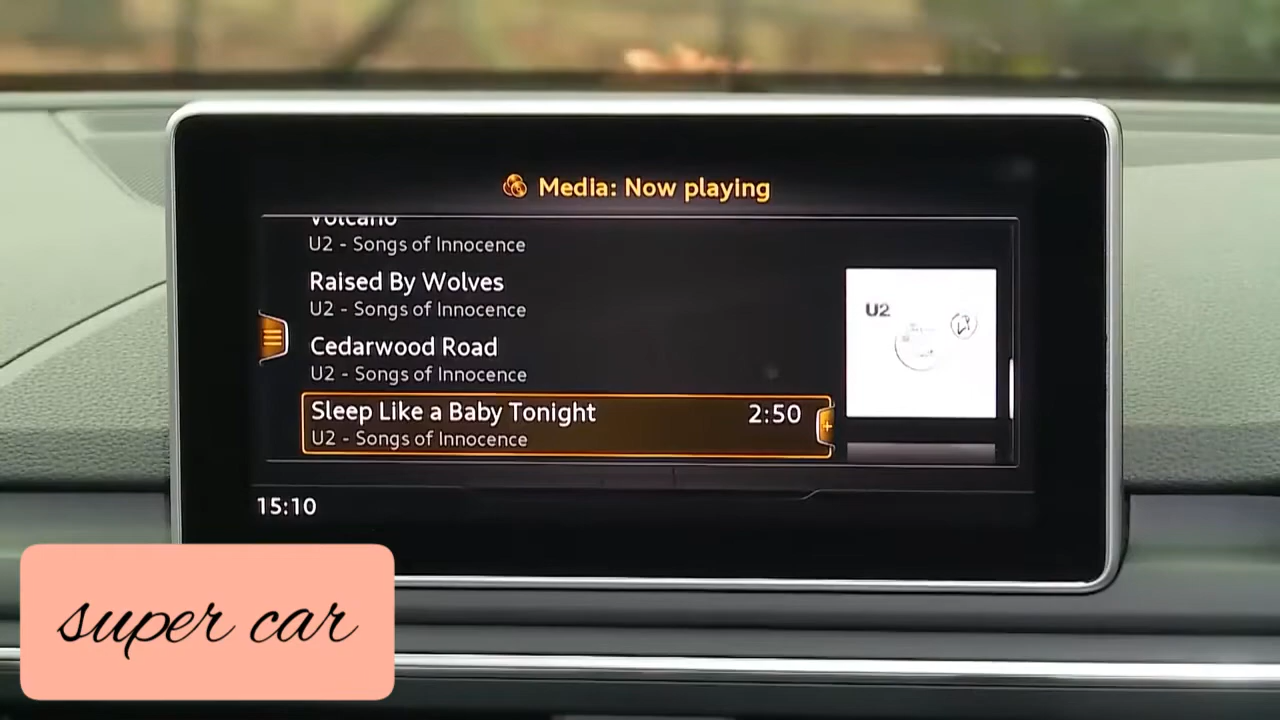 Media: Now playing
Volcano
U2 - Songs of Innocence
Raised By Wolves
U2 - Songs of Innocence
Cedarwood Road
U2 - Songs of Innocence
Sleep Like a Baby Tonight 2:50
U2 - Songs of Innocence
U2
LP
15:10
super car